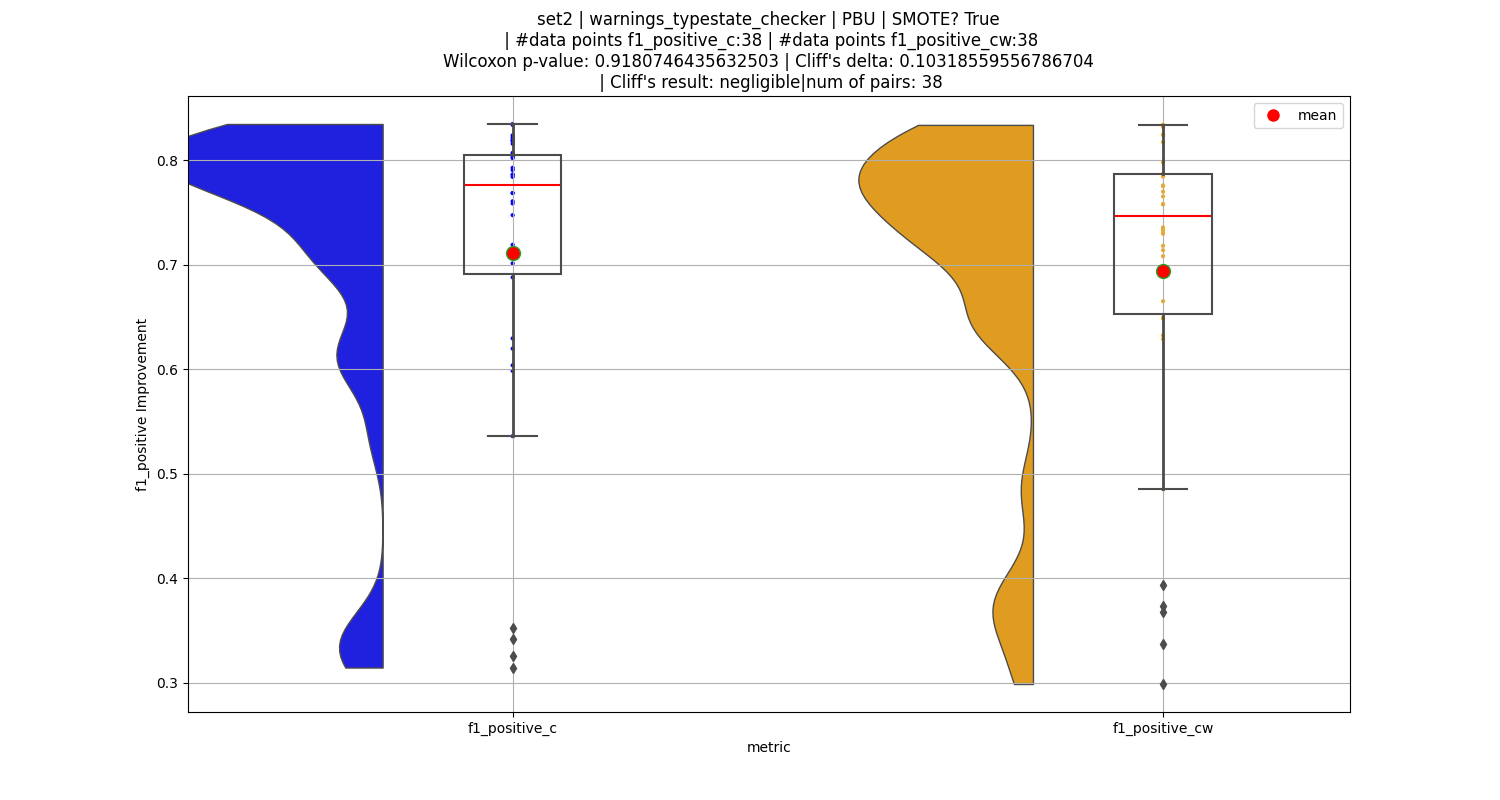 set2 | warnings_typestate_checker | PBU | SMOTE? True
| #data points f1_positive_c:38 | #data points f1_positive_cw:38
Wilcoxon p-value: 0.9180746435632503 | Cliff's delta: 0.10318559556786704
| Cliff's result: negligible|num of pairs: 38
mean
0.8
0.7
0.6
0.5
0.4
0.3
f1_positive Improvement
f1_positive_c
f1_positive_cw
metric